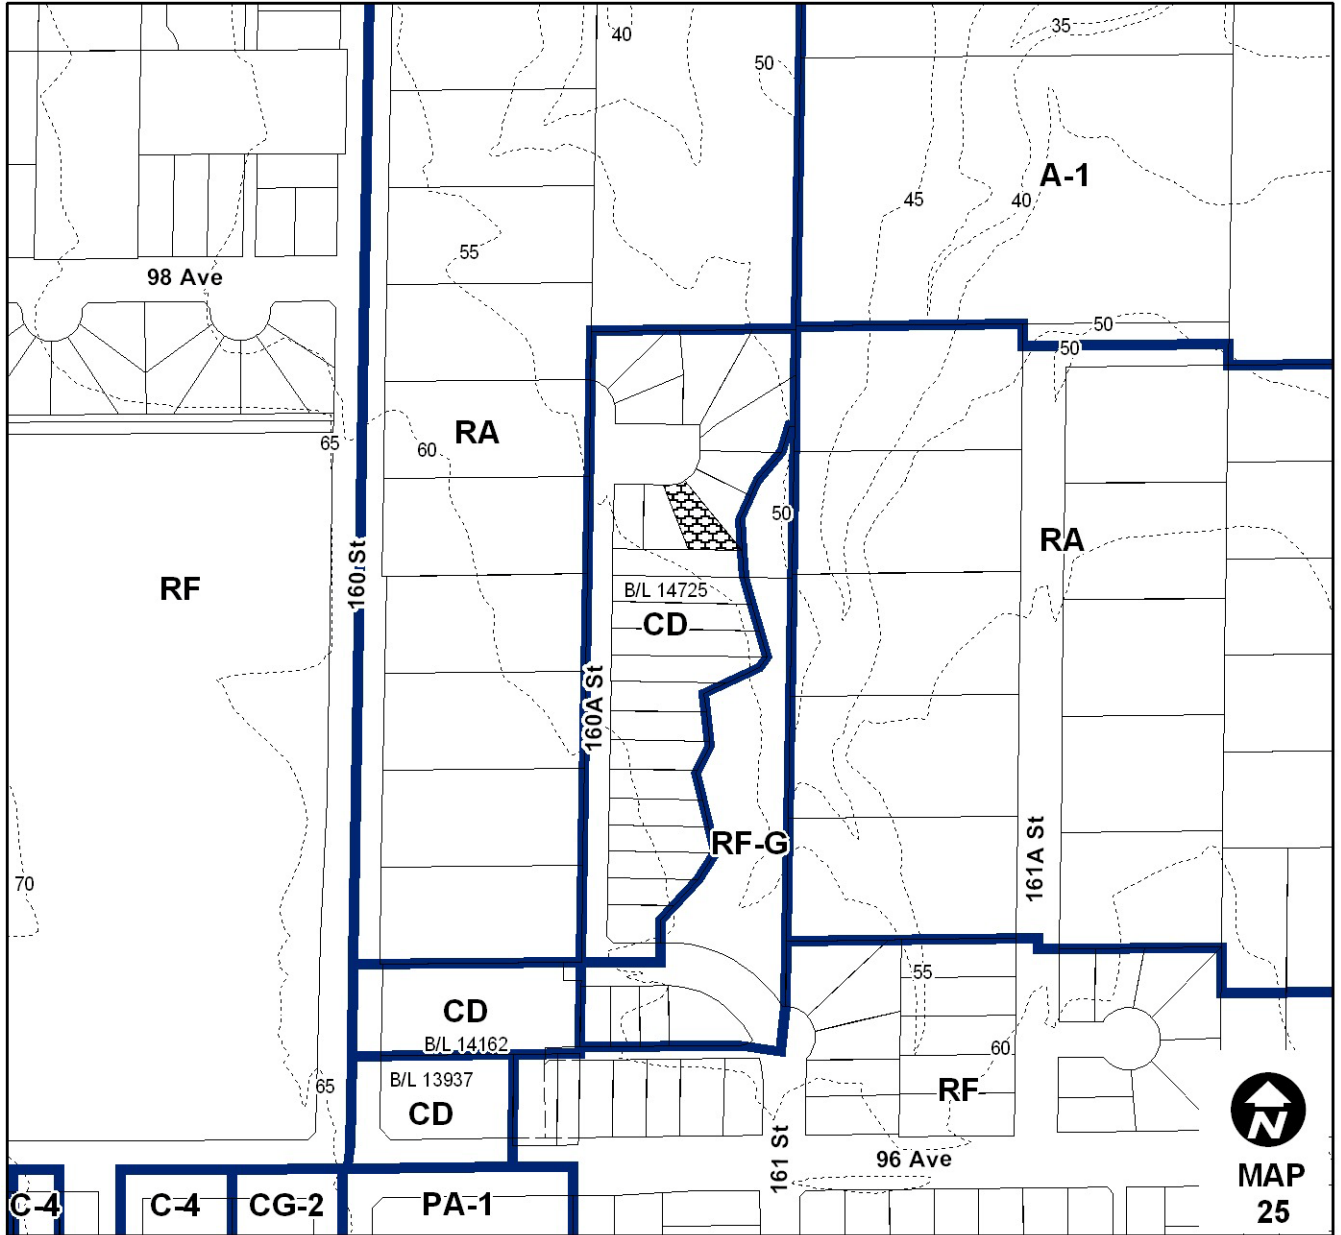 40
35
50
A-1
45
40
55
98 Ave
50
50
RA
60
65
50
RA
160 St
RF
B/L 14725
CD
160A St
RF-G
161A St
70
55
CD
B/L 14162
60
B/L 13937
65
RF
CD
161 St
96 Ave
N
MAP
25
C-4
C-4
CG-2
PA-1